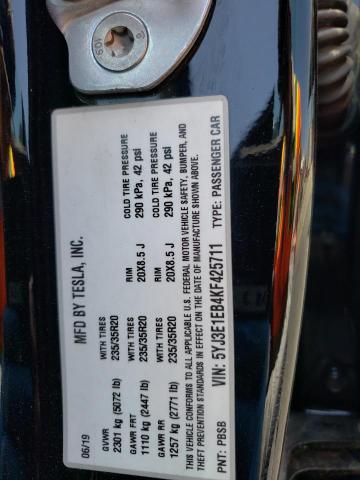 MFD BY TESLA, INC.
06/19
GVWR
2301 kg (5072 lb)
WITH TIRES
235/35R20
RIM
20X8.5 J
COLD TIRE PRESSURE
290 kPa, 42 psi
GAWR FRT
1110 kg (2447 lb)
WITH TIRES
235/35R20
RIM
20X8.5 J
COLD TIRE PRESSURE
290 kPa, 42 psi
GAWR RR
1257 kg (2771 lb)
THIS VEHICLE CONFORMS TO ALL APPLICABLE U.S. FEDERAL MOTOR VEHICLE SAFETY, BUMPER, AND
THEFT PREVENTION STANDARDS IN EFFECT ON THE DATE OF MANUFACTURE SHOWN ABOVE.
PNT: PBSB
VIN: 5YJ3E1EB4KF425711
TYPE: PASSENGER CAR